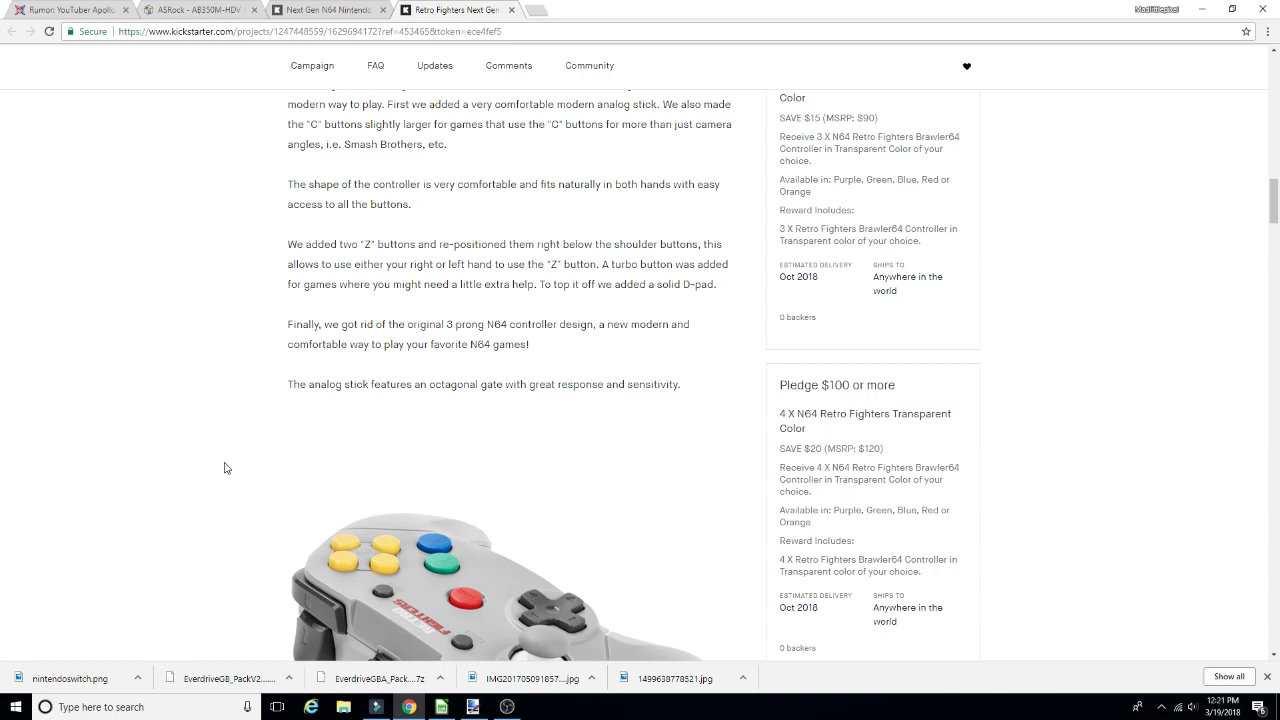 Rumor: YouTuber Apollo
ASRock - AB350M-HDV
Next Gen N64 Nintendo
Retro Fighters Next Gen
Madlittlepixel
Secure https://www.kickstarter.com/projects/1247448559/1629694172?ref=453465&token=ece4fef5
Campaign FAQ Updates Comments Community
modern way to play. First we added a very comfortable modern analog stick. We also made
the "C" buttons slightly larger for games that use the "C" buttons for more than just camera
angles, i.e. Smash Brothers, etc.
The shape of the controller is very comfortable and fits naturally in both hands with easy
access to all the buttons.
We added two "Z" buttons and re-positioned them right below the shoulder buttons, this
allows to use either your right or left hand to use the "Z" button. A turbo button was added
for games where you might need a little extra help. To top it off we added a solid D-pad.
Finally, we got rid of the original 3 prong N64 controller design, a new modern and
comfortable way to play your favorite N64 games!
The analog stick features an octagonal gate with great response and sensitivity.
RETRO
FIGHTERS
Color
SAVE $15 (MSRP: $90)
Receive 3 X N64 Retro Fighters Brawler64
Controller in Transparent Color of your
choice.
Available in: Purple, Green, Blue, Red or
Orange
Reward Includes:
3 X Retro Fighters Brawler64 Controller in
Transparent color of your choice.
ESTIMATED DELIVERY SHIPS TO
Oct 2018 Anywhere in the
world
0 backers
Pledge $100 or more
4 X N64 Retro Fighters Transparent
Color
SAVE $20 (MSRP: $120)
Receive 4 X N64 Retro Fighters Brawler64
Controller in Transparent Color of your
choice.
Available in: Purple, Green, Blue, Red or
Orange
Reward Includes:
4 X Retro Fighters Brawler64 Controller in
Transparent color of your choice.
ESTIMATED DELIVERY SHIPS TO
Oct 2018 Anywhere in the
world
0 backers
nintendoswitch.png
EverdriveGB_PackV2....
EverdriveGBA_Pack....7z
IMG201705091837....jpg
1499638778521.jpg
Show all
Type here to search
12:21 PM
3/19/2018